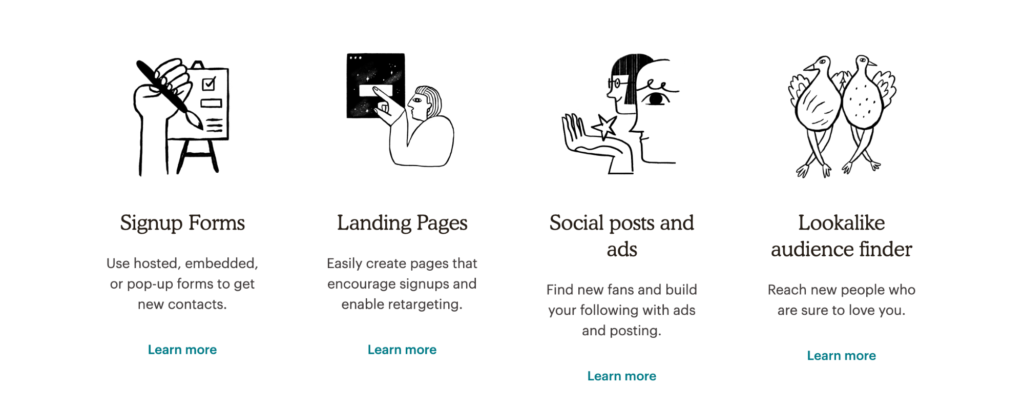 Signup Forms
Use hosted, embedded,
or pop-up forms to get
new contacts.
Learn more
Landing Pages
Easily create pages that
encourage signups and
enable retargeting.
Learn more
Social posts and
ads
Find new fans and build
your following with ads
and posting.
Learn more
Lookalike
audience finder
Reach new people who
are sure to love you.
Learn more